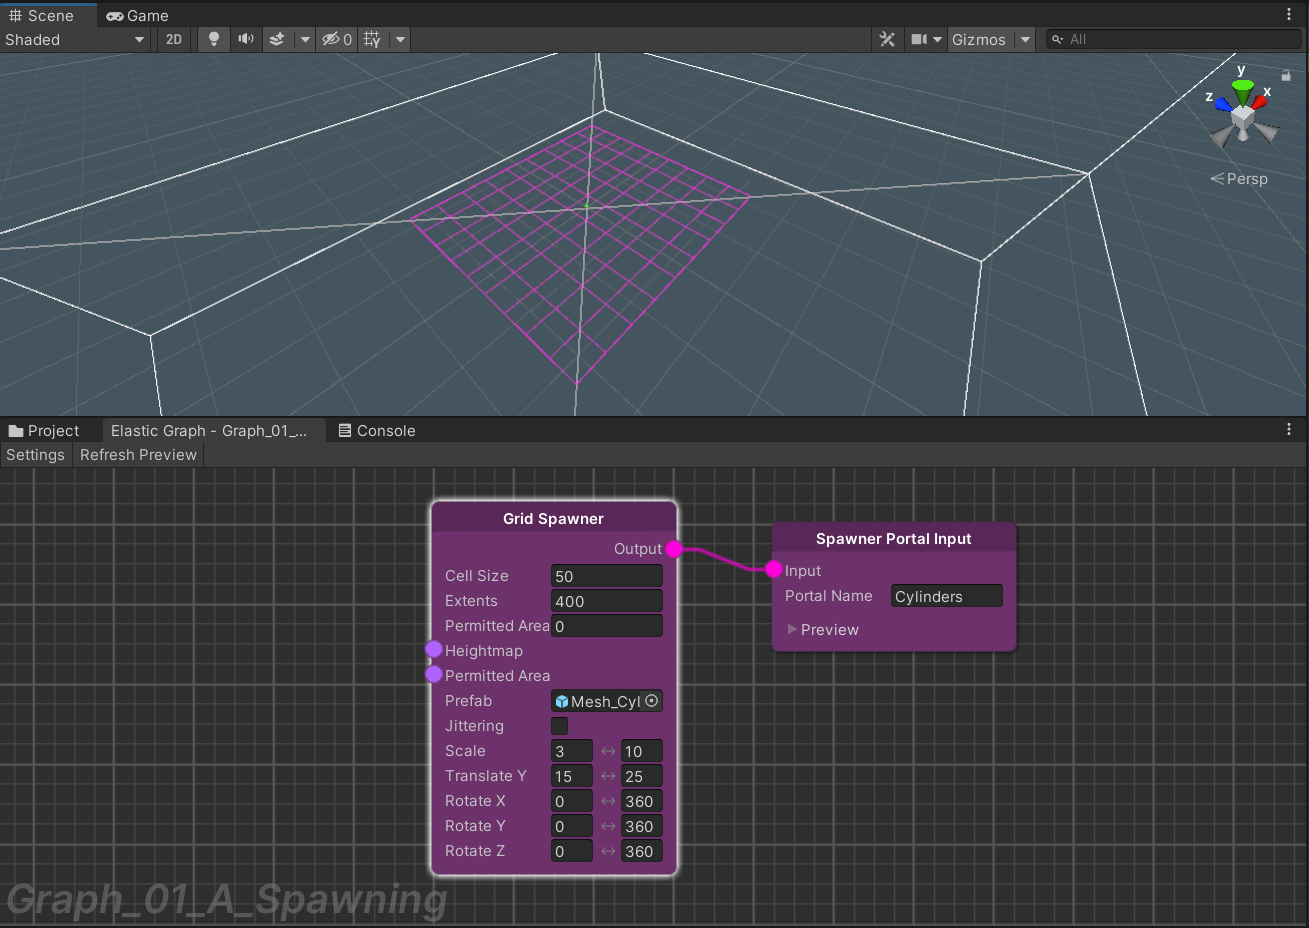 Scene Game
Shaded 2D 0 Gizmos All
y
z x
Persp
Project Elastic Graph - Graph_01_... Console
Settings Refresh Preview
Grid Spawner
Output
Cell Size 50
Extents 400
Permitted Area 0
Heightmap
Permitted Area
Prefab Mesh_Cyl
Jittering
Scale 3 ↔ 10
Translate Y 15 ↔ 25
Rotate X 0 ↔ 360
Rotate Y 0 ↔ 360
Rotate Z 0 ↔ 360
Spawner Portal Input
Input
Portal Name Cylinders
Preview
Graph_01_A_Spawning